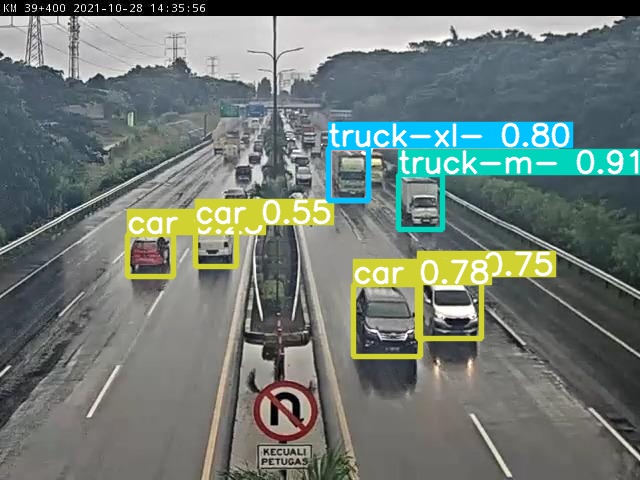 KM 39+400 2021-10-28 14:35:56
truck-xl- 0.80
truck-m- 0.91
car 0.55
car
car 0.78
0.75
KECUALI
PETUGAS